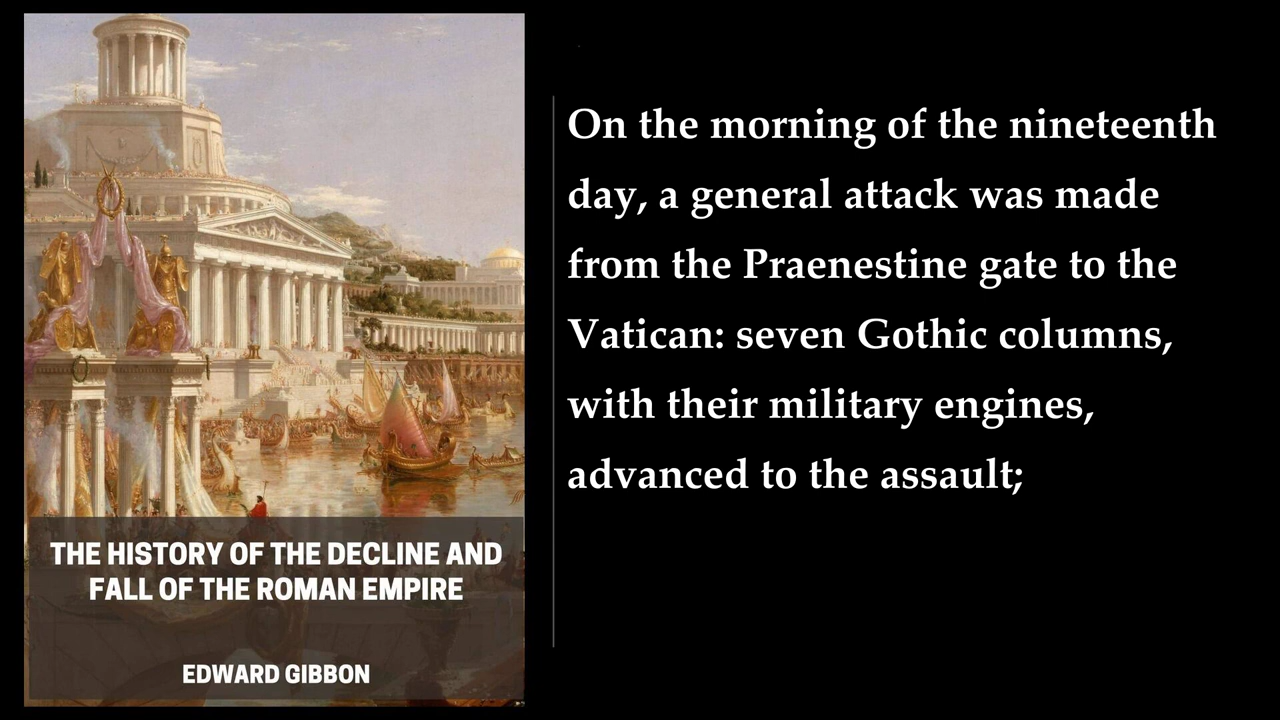 THE HISTORY OF THE DECLINE AND
FALL OF THE ROMAN EMPIRE
EDWARD GIBBON
On the morning of the nineteenth
day, a general attack was made
from the Praenestine gate to the
Vatican: seven Gothic columns,
with their military engines,
advanced to the assault;